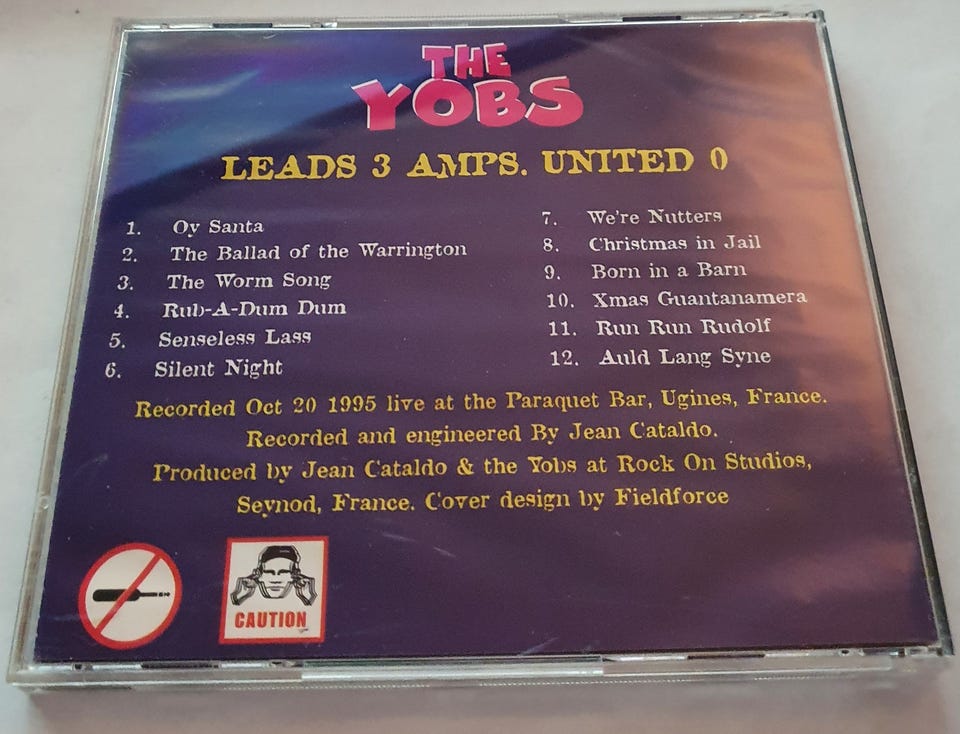 THE
YOBS
LEADS 3 AMPS. UNITED 0
1. Oy Santa
2. The Ballad of the Warrington
3. The Worm Song
4. Rub-A-Dum Dum
5. Senseless Lass
6. Silent Night
7. We're Nutters
8. Christmas in Jail
9. Born in a Barn
10. Xmas Guantanamera
11. Run Run Rudolf
12. Auld Lang Syne
Recorded Oct 20 1995 live at the Paraquet Bar, Ugines, France.
Recorded and engineered By Jean Cataldo.
Produced by Jean Cataldo & the Yobs at Rock On Studios,
Seynod, France. Cover design by Fieldforce
CAUTION